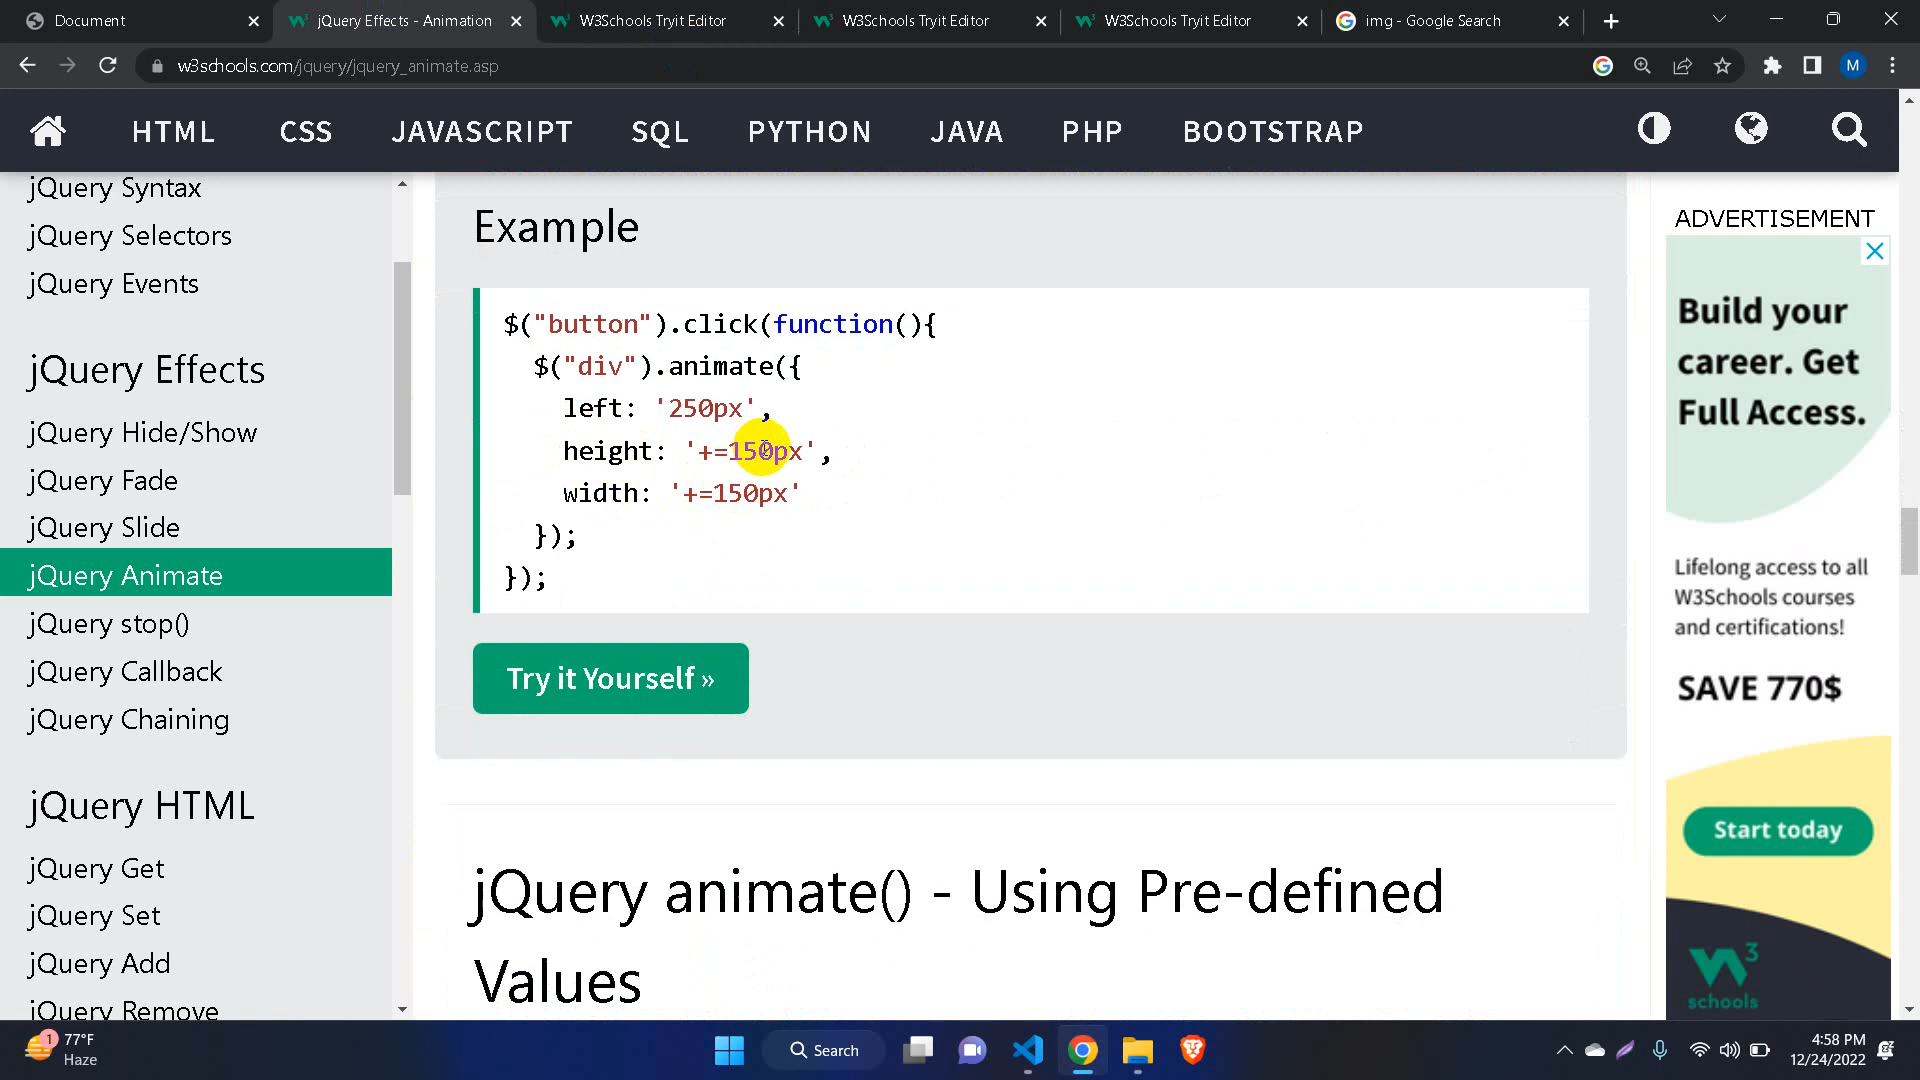 Document
jQuery Effects - Animation
W3Schools Tryit Editor
W3Schools Tryit Editor
W3Schools Tryit Editor
img - Google Search
w3schools.com/jquery/jquery_animate.asp
M
HTML
CSS
JAVASCRIPT
SQL
PYTHON
JAVA
PHP
BOOTSTRAP
jQuery Syntax
jQuery Selectors
jQuery Events
jQuery Effects
jQuery Hide/Show
jQuery Fade
jQuery Slide
jQuery Animate
jQuery stop()
jQuery Callback
jQuery Chaining
jQuery HTML
jQuery Get
jQuery Set
jQuery Add
jQuery Remove
Example
$("button").click(function(){
$("div").animate({
left: '250px',
height: '+=150px',
width: '+=150px'
});
});
Try it Yourself »
jQuery animate() - Using Pre-defined
Values
ADVERTISEMENT
Build your
career. Get
Full Access.
Lifelong access to all
W3Schools courses
and certifications!
SAVE 770$
Start today
W3
schools
1
77°F
Haze
Search
4:58 PM
12/24/2022